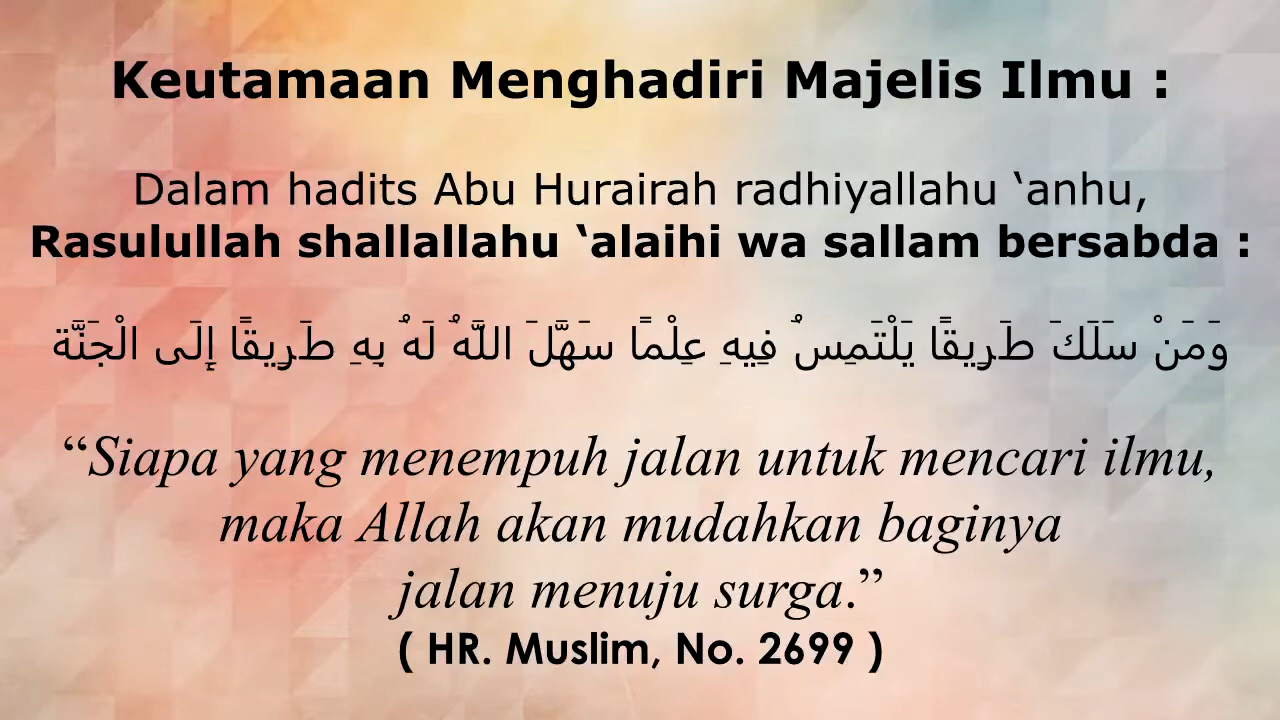 Keutamaan Menghadiri Majelis Ilmu :
Dalam hadits Abu Hurairah radhiyallahu ‘anhu,
Rasulullah shallallahu ‘alaihi wa sallam bersabda :
وَمَنْ سَلَكَ طَرِيقًا يَلْتَمِسُ فِيهِ عِلْمًا سَهَّلَ اللَّهُ لَهُ بِهِ طَرِيقًا إِلَى الْجَنَّة
“Siapa yang menempuh jalan untuk mencari ilmu,
maka Allah akan mudahkan baginya
jalan menuju surga.”
( HR. Muslim, No. 2699 )